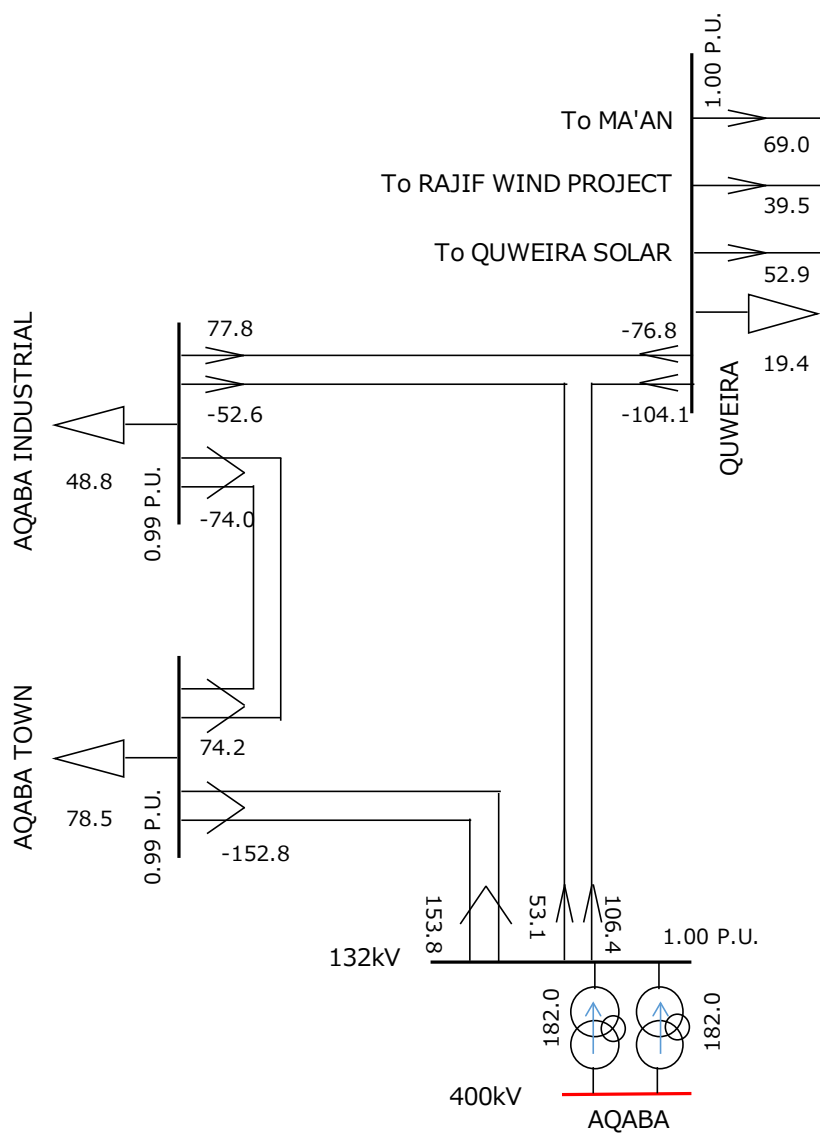 1.00 P.U.
To MA'AN
69.0
To RAJIF WIND PROJECT
39.5
To QUWEIRA SOLAR
52.9
19.4
QUWEIRA
77.8
-76.8
-52.6
-104.1
AQABA INDUSTRIAL
48.8
0.99 P.U.
-74.0
AQABA TOWN
74.2
78.5
0.99 P.U.
-152.8
153.8
53.1
106.4
1.00 P.U.
132kV
182.0
182.0
400kV
AQABA